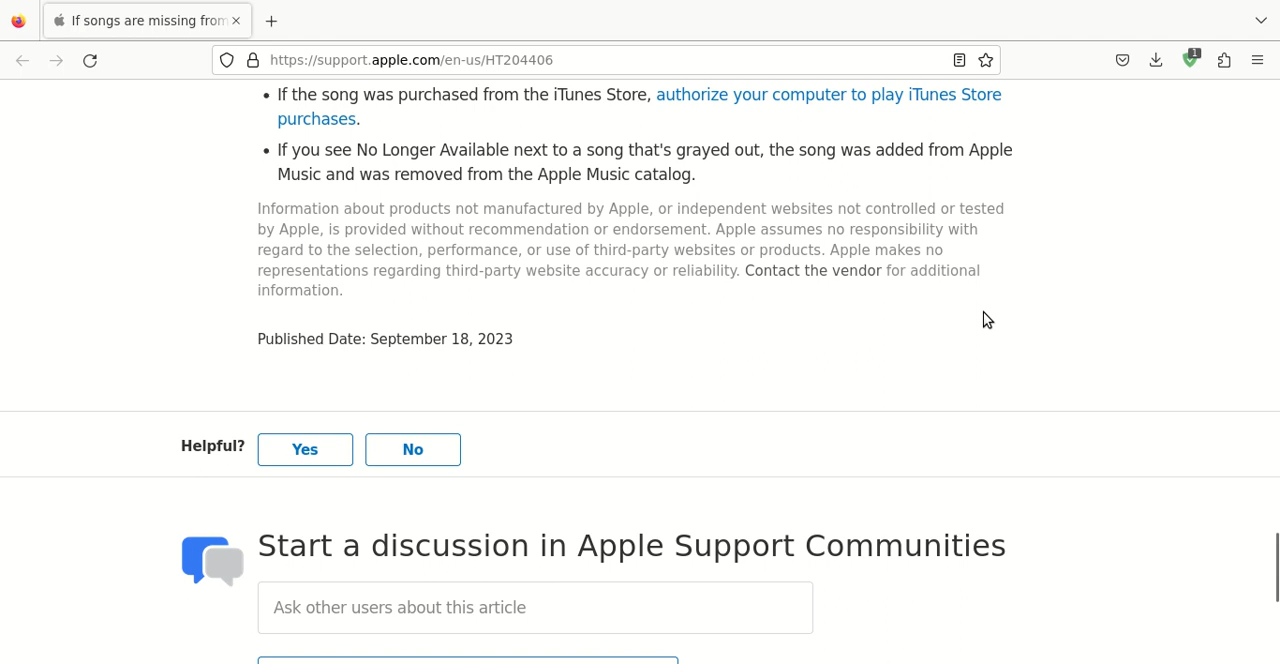 If songs are missing from
https://support.apple.com/en-us/HT204406
1
If the song was purchased from the iTunes Store, authorize your computer to play iTunes Store
purchases.
If you see No Longer Available next to a song that's grayed out, the song was added from Apple
Music and was removed from the Apple Music catalog.
Information about products not manufactured by Apple, or independent websites not controlled or tested
by Apple, is provided without recommendation or endorsement. Apple assumes no responsibility with
regard to the selection, performance, or use of third-party websites or products. Apple makes no
representations regarding third-party website accuracy or reliability. Contact the vendor for additional
information.
Published Date: September 18, 2023
Helpful? Yes No
Start a discussion in Apple Support Communities
Ask other users about this article